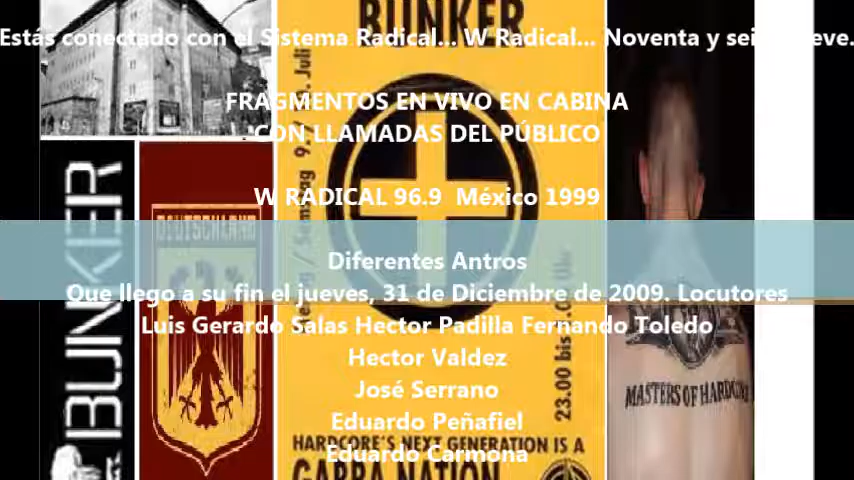 BUNKER
Estás conectado con el Sistema Radical... W Radical... Noventa y seis nueve.
FRAGMENTOS EN VIVO EN CABINA
CON LLAMADAS DEL PÚBLICO
W RADICAL 96.9 México 1999
BUNKER
DEUTSCHLAND
Diferentes Antros
Que llego a su fin el jueves, 31 de Diciembre de 2009. Locutores
Luis Gerardo Salas Hector Padilla Fernando Toledo
Hector Valdez
José Serrano
Eduardo Peñafiel
Eduardo Carmona
23.00 bis
MASTERS OF HARDCORE
HARDCORE'S NEXT GENERATION IS A
GABBA NATION